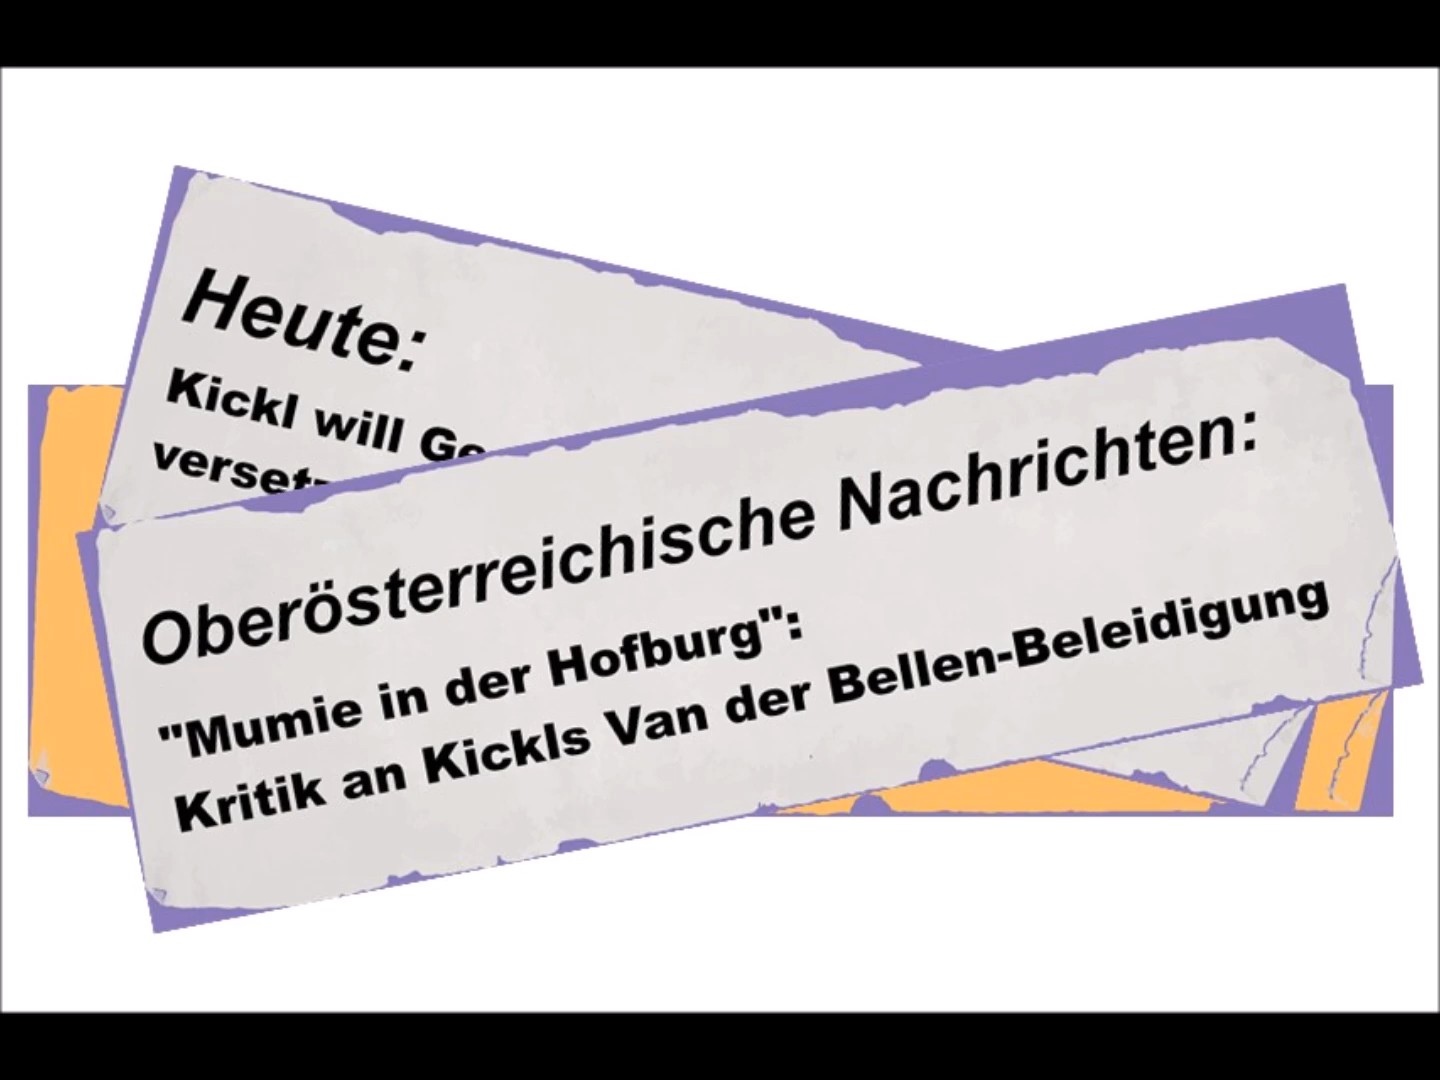 Heute:
Kickl will
Oberösterreichische Nachrichten:
"Mumie in der Hofburg":
Kritik an Kickls Van der Bellen-Beleidigung